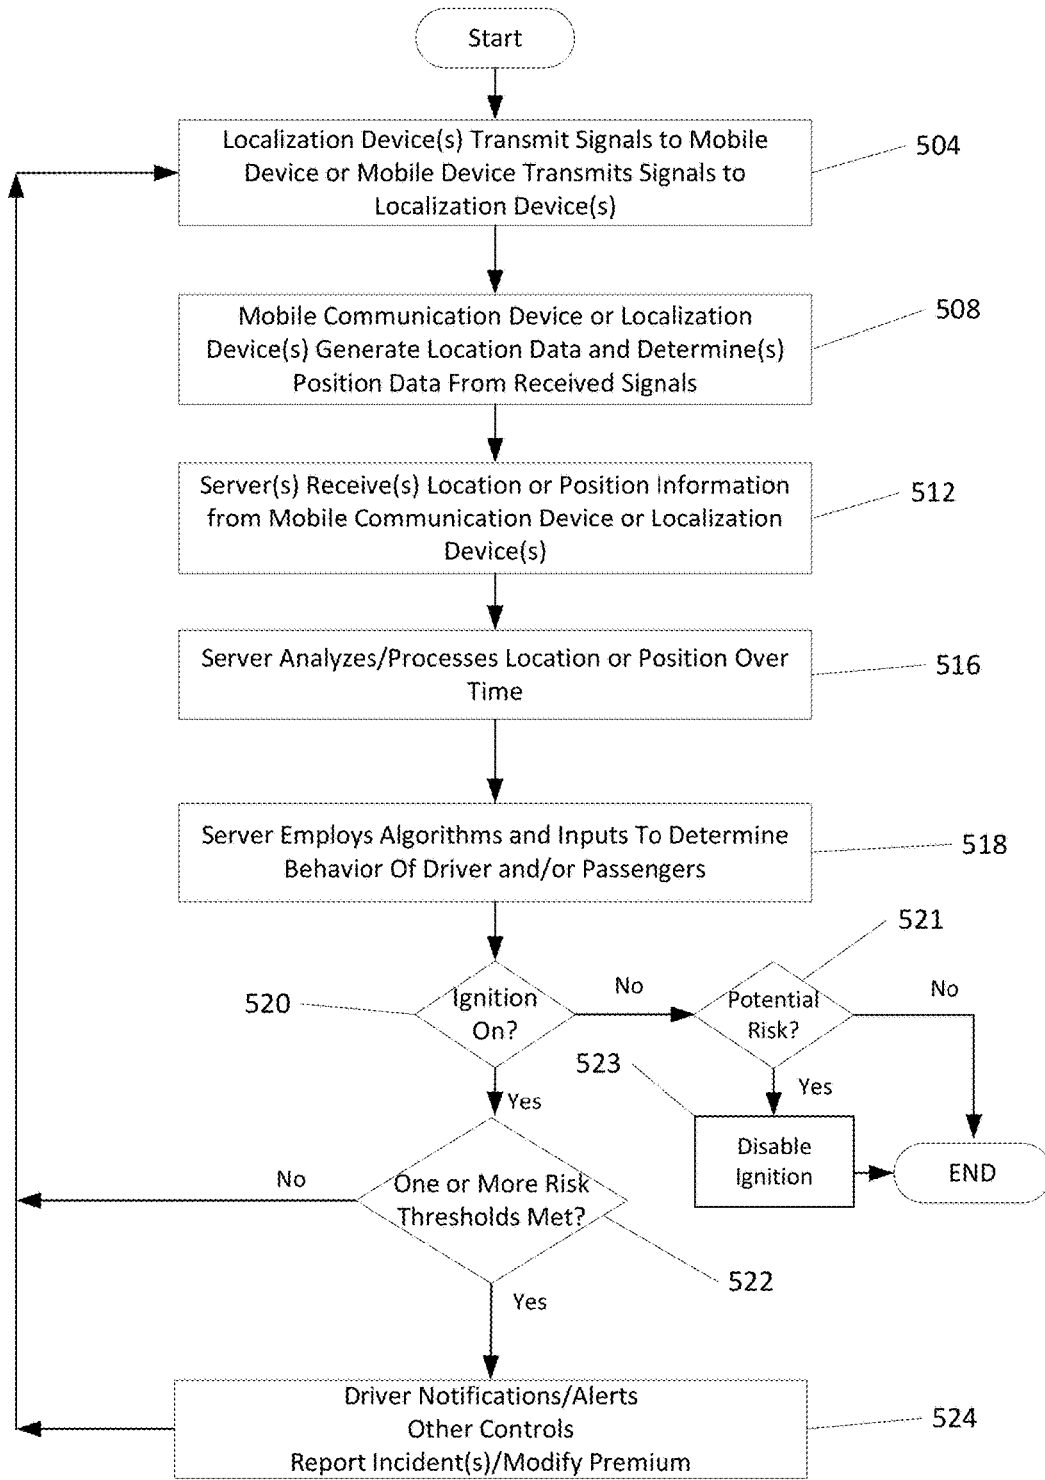 Start
Localization Device(s) Transmit Signals to Mobile
Device or Mobile Device Transmits Signals to
Localization Device(s)
504
Mobile Communication Device or Localization
Device(s) Generate Location Data and Determine(s)
Position Data From Received Signals
508
Server(s) Receive(s) Location or Position Information
from Mobile Communication Device or Localization
Device(s)
512
Server Analyzes/Processes Location or Position Over
Time
516
Server Employs Algorithms and Inputs To Determine
Behavior Of Driver and/or Passengers
518
520
Ignition
On?
No
Potential
Risk?
521
No
Yes
523
Yes
Disable
Ignition
END
No
One or More Risk
Thresholds Met?
522
Yes
Driver Notifications/Alerts
Other Controls
Report Incident(s)/Modify Premium
524